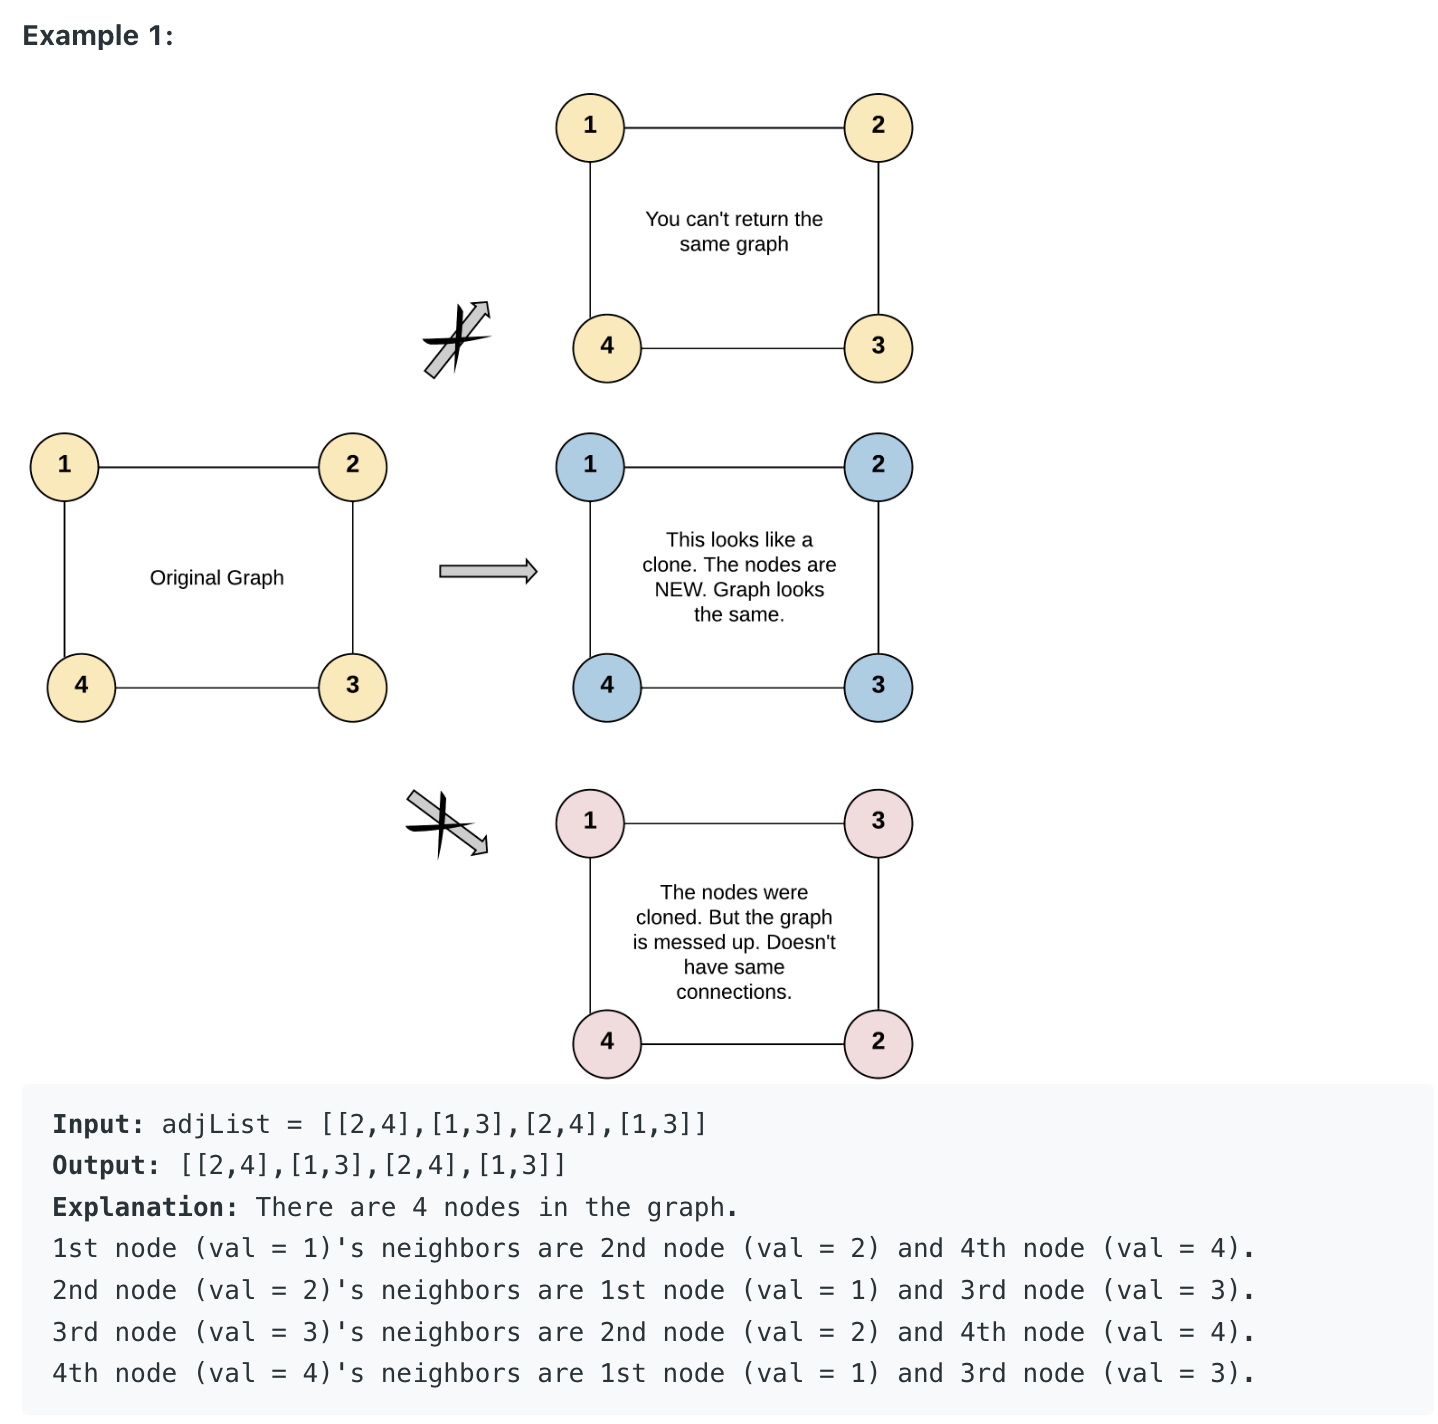 Example 1:
1
2
You can't return the
same graph
4
3
1
2
Original Graph
4
3
1
2
This looks like a
clone. The nodes are
NEW. Graph looks
the same.
4
3
1
3
The nodes were
cloned. But the graph
is messed up. Doesn't
have same
connections.
4
2
Input: adjList = [[2,4],[1,3],[2,4],[1,3]]
Output: [[2,4],[1,3],[2,4],[1,3]]
Explanation: There are 4 nodes in the graph.
1st node (val = 1)'s neighbors are 2nd node (val = 2) and 4th node (val = 4).
2nd node (val = 2)'s neighbors are 1st node (val = 1) and 3rd node (val = 3).
3rd node (val = 3)'s neighbors are 2nd node (val = 2) and 4th node (val = 4).
4th node (val = 4)'s neighbors are 1st node (val = 1) and 3rd node (val = 3).